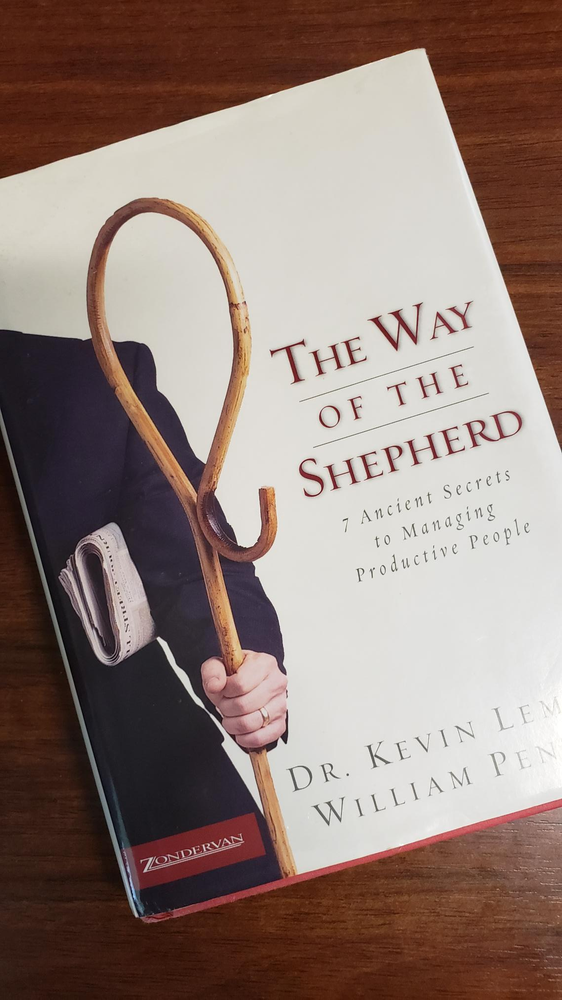 THE WAY
OF THE
SHEPHERD
7 Ancient Secrets
to Managing
Productive People
DR. KEVIN LEM
WILLIAM PEN
ZONDERVAN